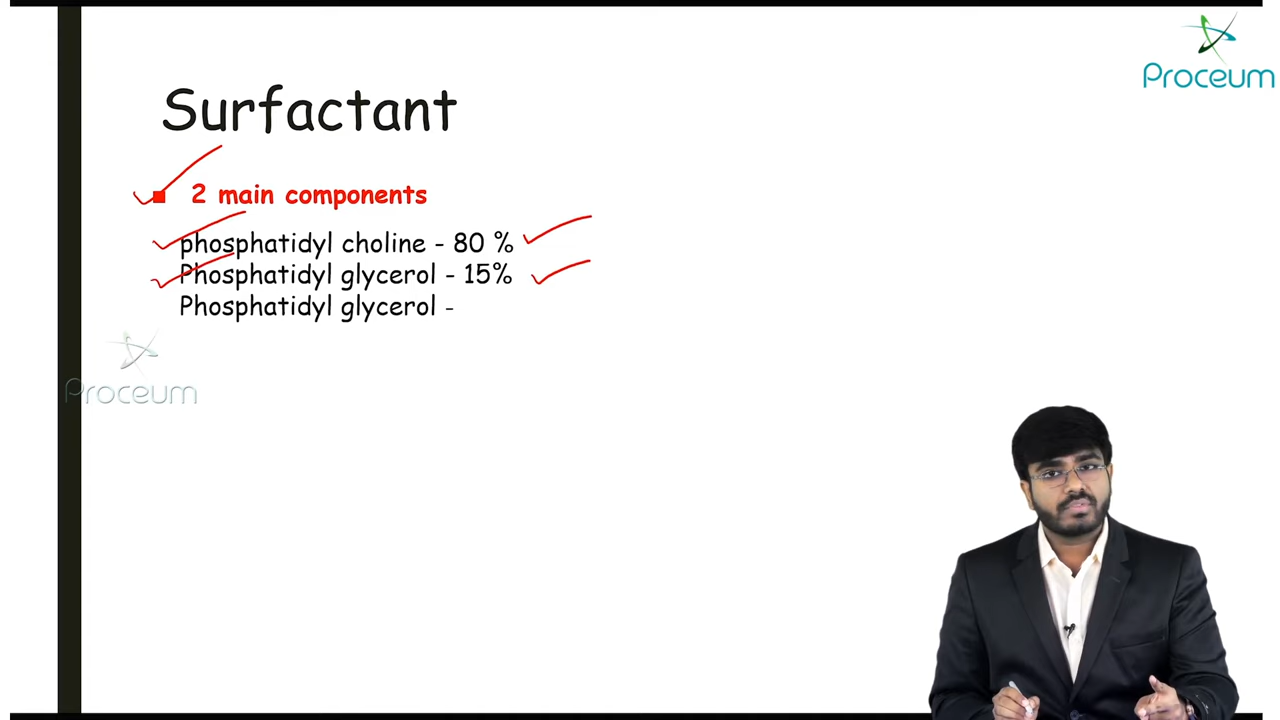 Proceum
Surfactant
2 main components
phosphatidyl choline - 80 %
Phosphatidyl glycerol - 15%
Phosphatidyl glycerol -
Proceum